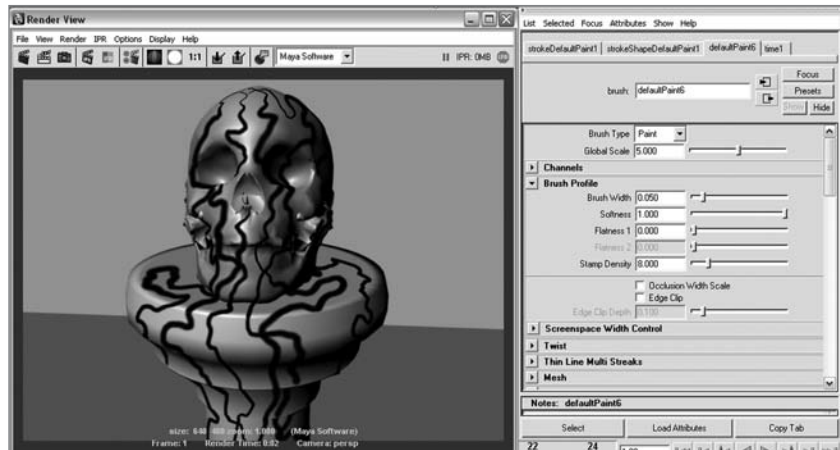 Render View
File View Render IPR Options Display Help
1:1 Maya Software IPR: 0MB
size: 640 480 zoom: 1.000 (Maya Software)
Frame: 1 Render Time: 0:02 Camera: persp
List Selected Focus Attributes Show Help
strokeDefaultPaint1 strokeShapeDefaultPaint1 defaultPaint6 time1
brush: defaultPaint6
Focus
Presets
Show Hide
Brush Type Paint
Global Scale 5.000
Channels
Brush Profile
Brush Width 0.050
Softness 1.000
Flatness 1 0.000
Flatness 2 0.000
Stamp Density 8.000
Occlusion Width Scale
Edge Clip
Edge Clip Depth 0.100
Screenspace Width Control
Twist
Thin Line Multi Streaks
Mesh
Notes: defaultPaint6
Select Load Attributes Copy Tab
22 24